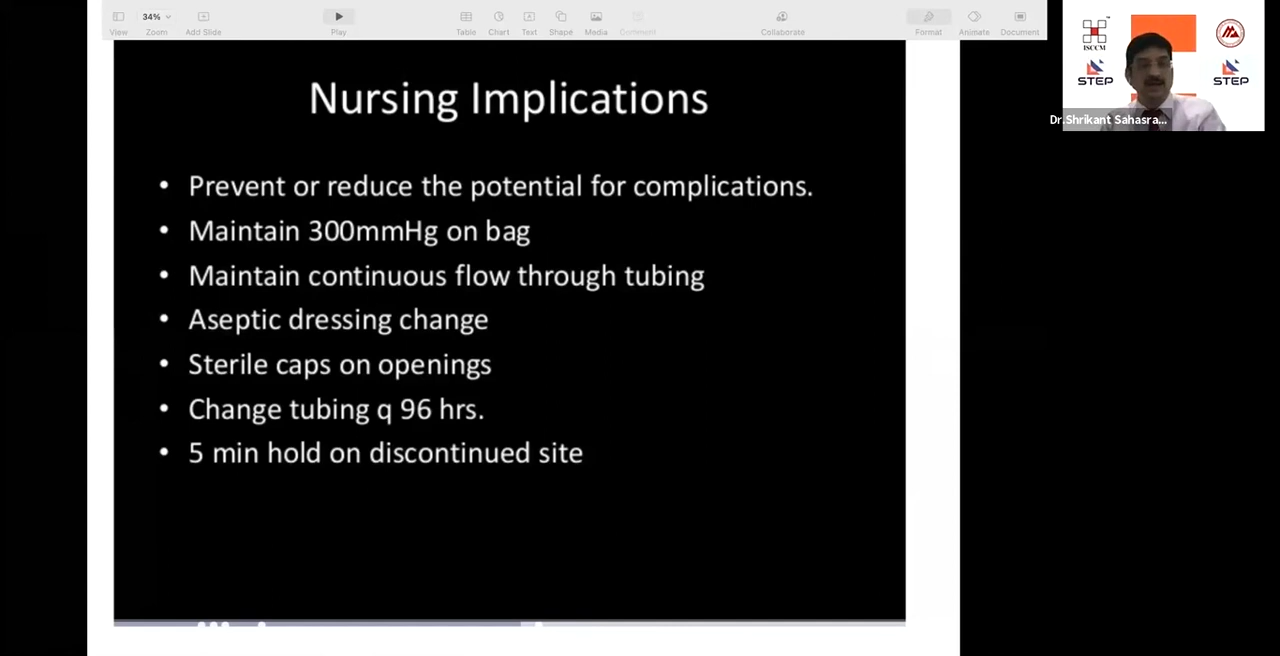 34%
View
Zoom
Add Slide
Play
Table
Chart
Text
Shape
Media
Comment
Collaborate
Format
Animate
Document
ISCCM
STEP
STEP
Dr.Shrikant Sahasra...
Nursing Implications
• Prevent or reduce the potential for complications.
• Maintain 300mmHg on bag
• Maintain continuous flow through tubing
• Aseptic dressing change
• Sterile caps on openings
• Change tubing q 96 hrs.
• 5 min hold on discontinued site